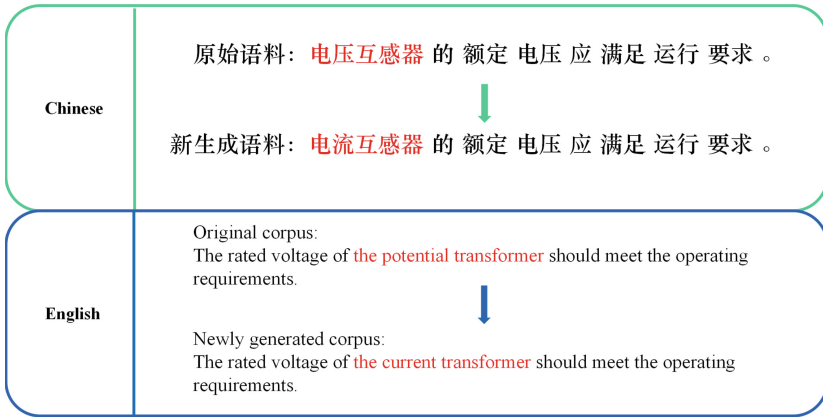 Chinese
原始语料: 电压互感器 的 额定 电压 应 满足 运行 要求 。
新生成语料: 电流互感器 的 额定 电压 应 满足 运行 要求 。
English
Original corpus:
The rated voltage of the potential transformer should meet the operating
requirements.
Newly generated corpus:
The rated voltage of the current transformer should meet the operating
requirements.